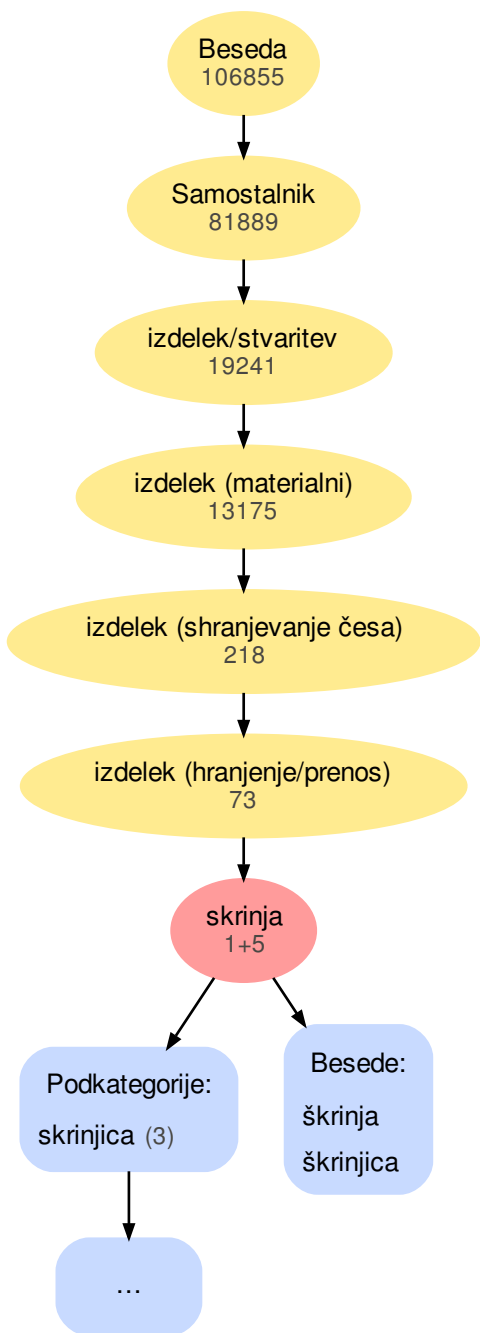 Beseda
106855
Samostalnik
81889
izdelek/stvaritev
19241
izdelek (materialni)
13175
izdelek (shranjevanje česa)
218
izdelek (hranjenje/prenos)
73
skrinja
1+5
Podkategorije:
skrinjica (3)
Besede:
škrinja
škrinjica
...